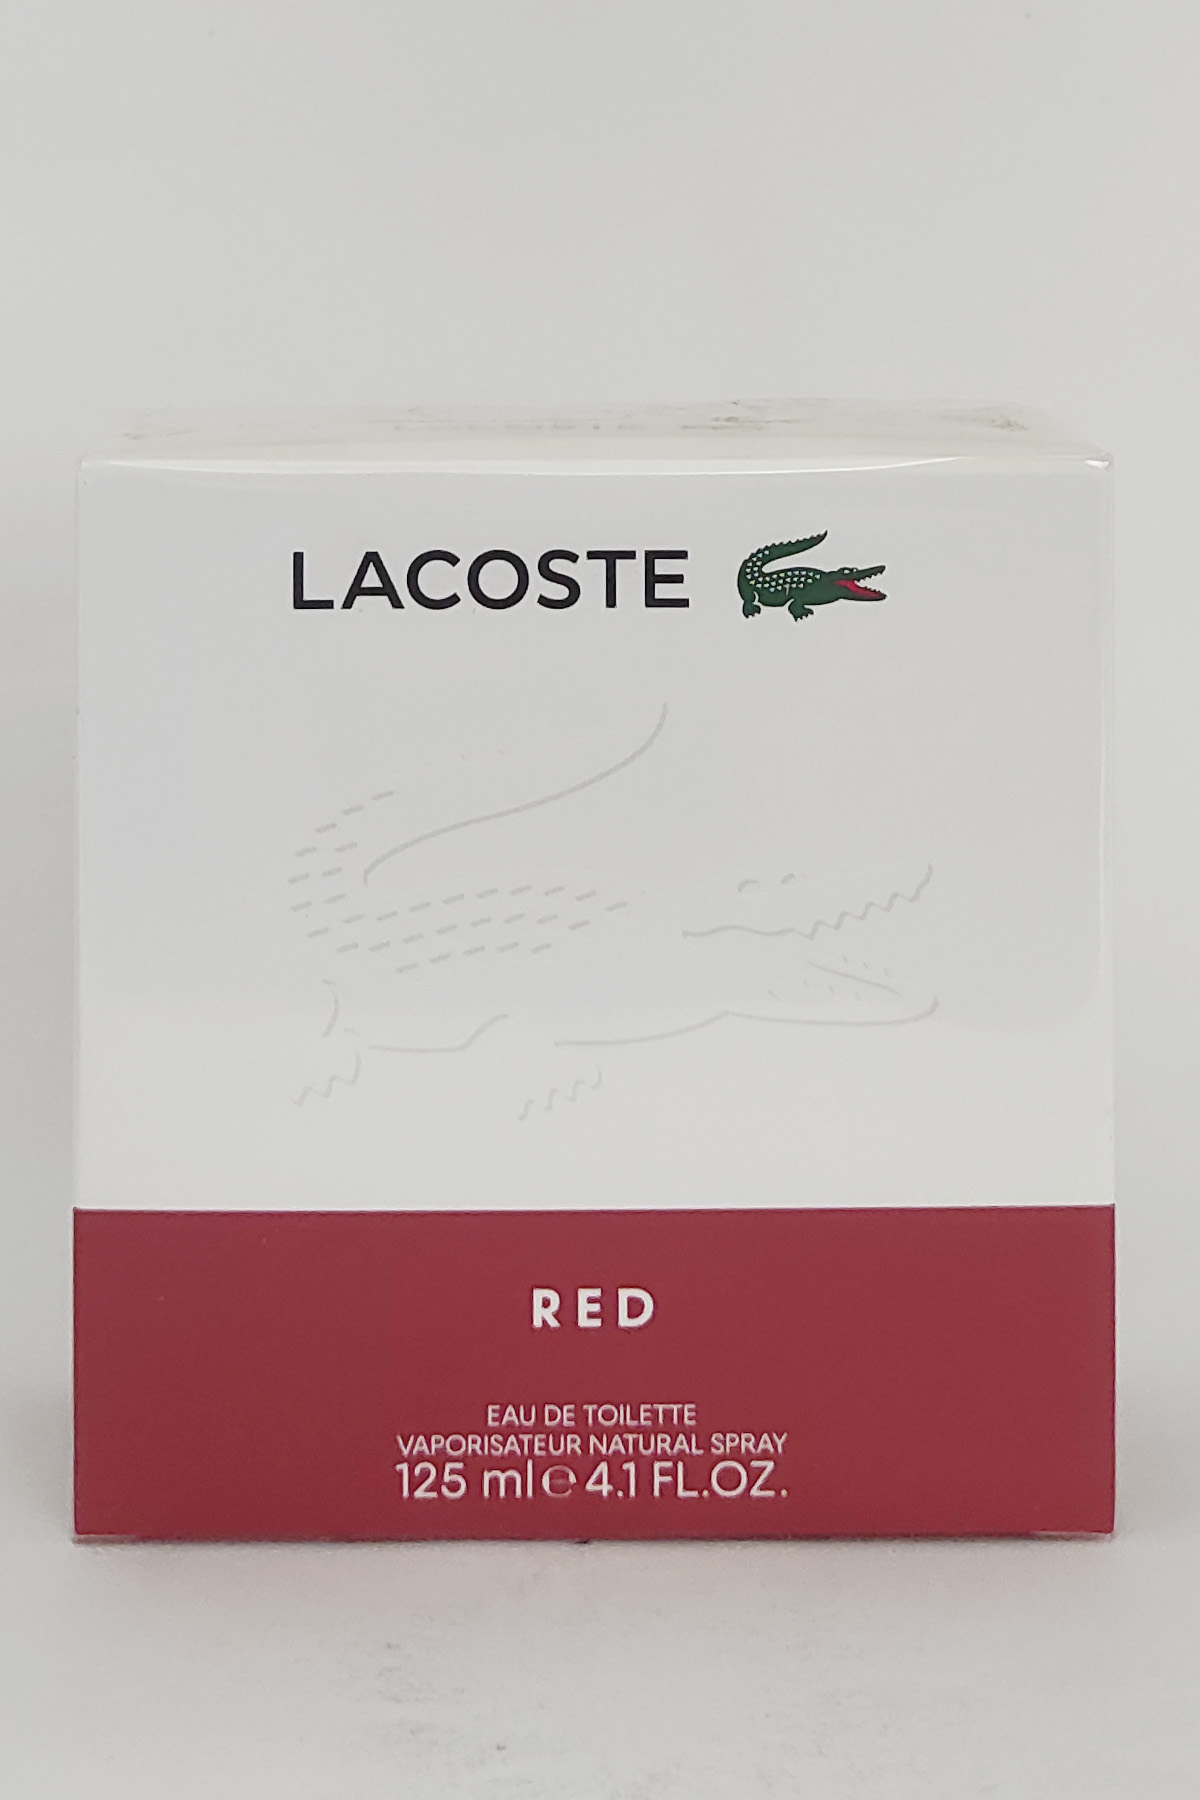 LACOSTE
RED
EAU DE TOILETTE
VAPORISATEUR NATURAL SPRAY
125 ml ℮ 4.1 FL.OZ.